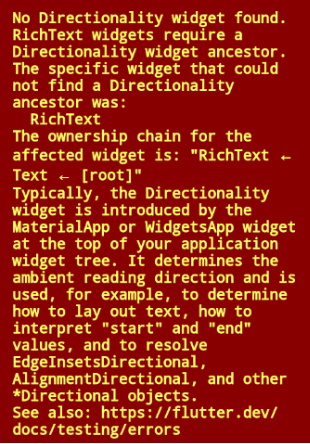 No Directionality widget found.
RichText widgets require a
Directionality widget ancestor.
The specific widget that could
not find a Directionality
ancestor was:
  RichText
The ownership chain for the
affected widget is: "RichText ←
Text ← [root]"
Typically, the Directionality
widget is introduced by the
MaterialApp or WidgetsApp widget
at the top of your application
widget tree. It determines the
ambient reading direction and is
used, for example, to determine
how to lay out text, how to
interpret "start" and "end"
values, and to resolve
EdgeInsetsDirectional,
AlignmentDirectional, and other
*Directional objects.
See also: https://flutter.dev/
docs/testing/errors